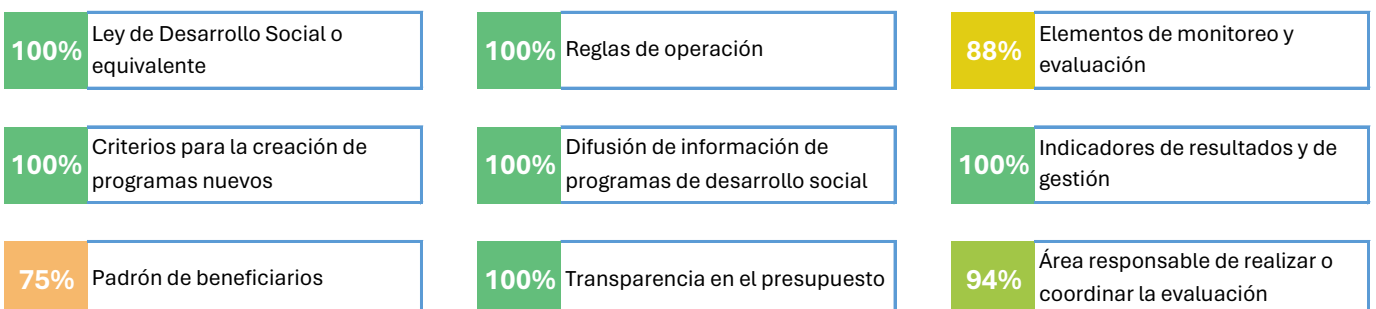 100%
Ley de Desarrollo Social o
equivalente
100%
Reglas de operación
88%
Elementos de monitoreo y
evaluación
100%
Criterios para la creación de
programas nuevos
100%
Difusión de información de
programas de desarrollo social
100%
Indicadores de resultados y de
gestión
75%
Padrón de beneficiarios
100%
Transparencia en el presupuesto
94%
Área responsable de realizar o
coordinar la evaluación